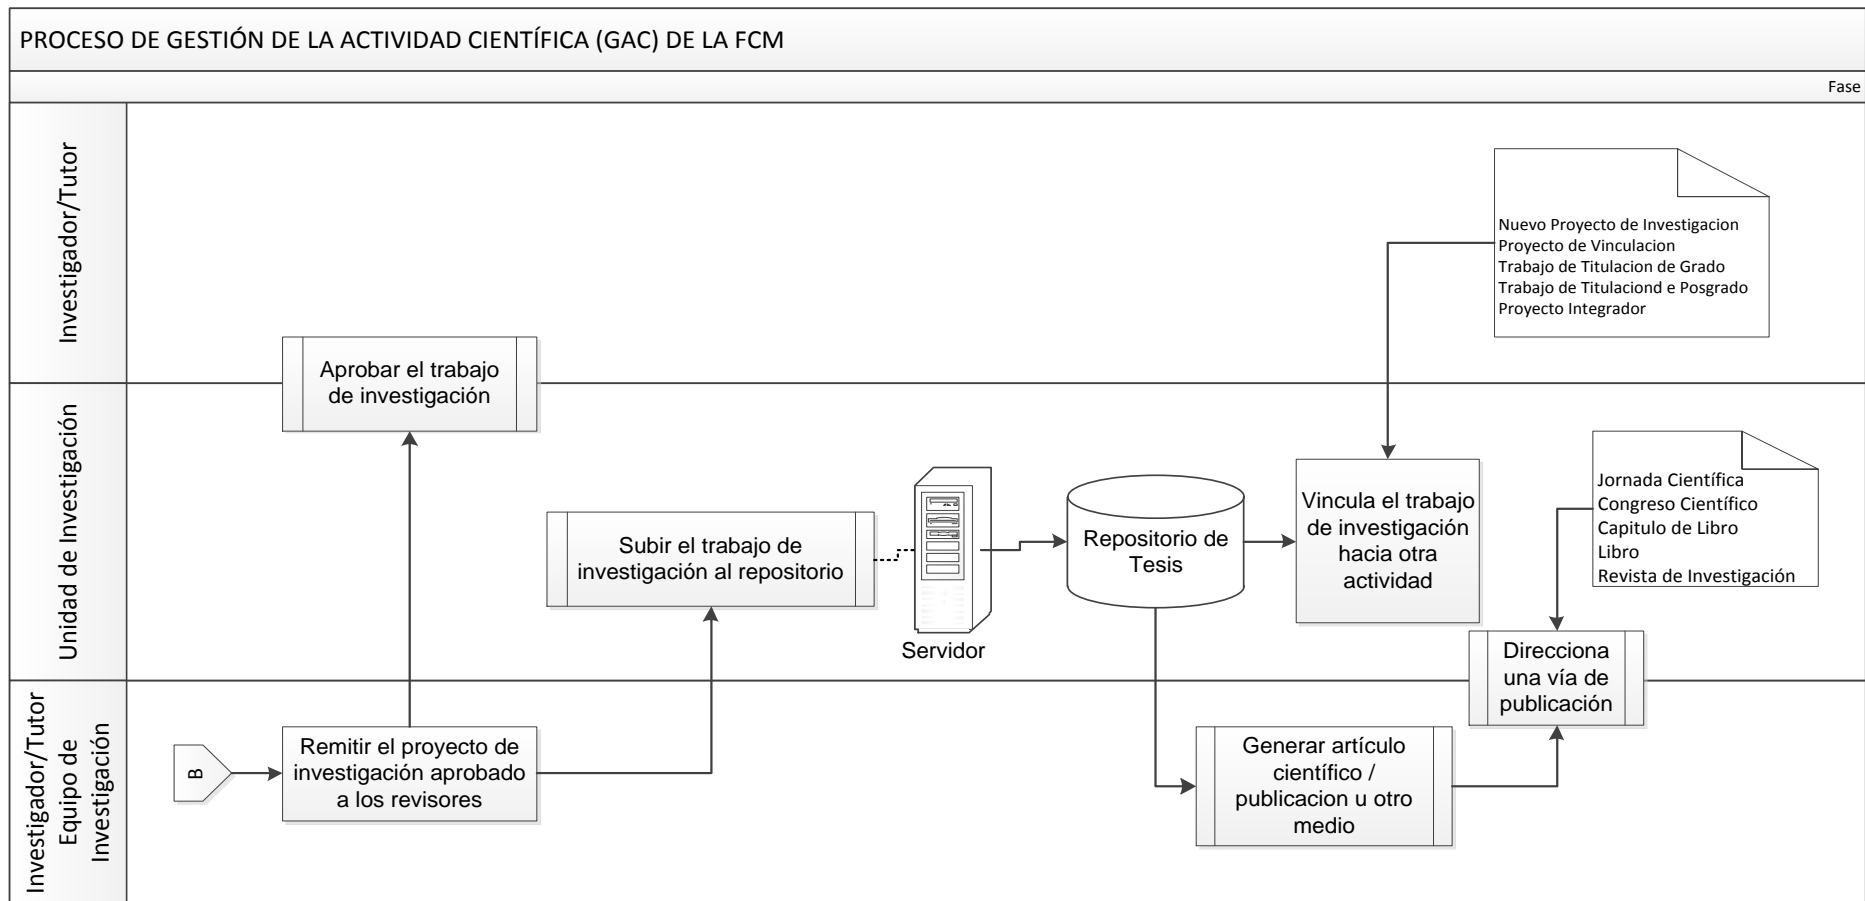 PROCESO DE GESTIÓN DE LA ACTIVIDAD CIENTÍFICA (GAC) DE LA FCM
Fase
Investigador/Tutor
Nuevo Proyecto de Investigacion
Proyecto de Vinculacion
Trabajo de Titulacion de Grado
Trabajo de Titulaciond e Posgrado
Proyecto Integrador
Aprobar el trabajo
de investigación
Unidad de Investigación
Subir el trabajo de
investigación al repositorio
Servidor
Repositorio de
Tesis
Vincula el trabajo
de investigación
hacia otra
actividad
Jornada Científica
Congreso Científico
Capitulo de Libro
Libro
Revista de Investigación
Direcciona
una vía de
publicación
Investigador/Tutor
Equipo de
Investigación
B
Remitir el proyecto de
investigación aprobado
a los revisores
Generar artículo
científico /
publicacion u otro
medio